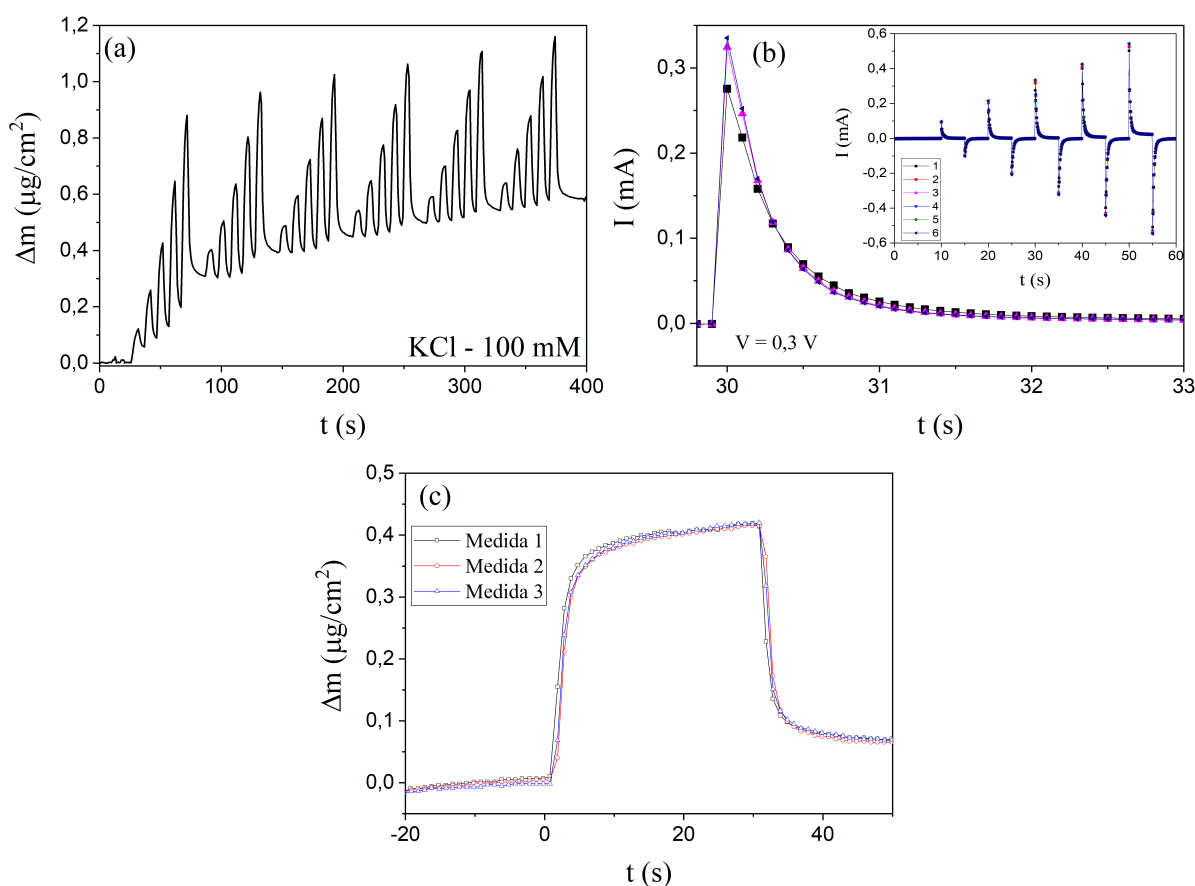 (a)
Δm (μg/cm²)
1,2
1,0
0,8
0,6
0,4
0,2
0,0
KCl - 100 mM
0 100 200 300 400
t (s)
(b)
I (mA)
0,3
0,2
0,1
0,0
V = 0,3 V
30 31 32 33
t (s)
I (mA)
0,6
0,4
0,2
0,0
-0,2
-0,4
-0,6
1
2
3
4
5
6
0 10 20 30 40 50 60
t (s)
(c)
Δm (μg/cm²)
0,5
0,4
0,3
0,2
0,1
0,0
Medida 1
Medida 2
Medida 3
-20 0 20 40
t (s)